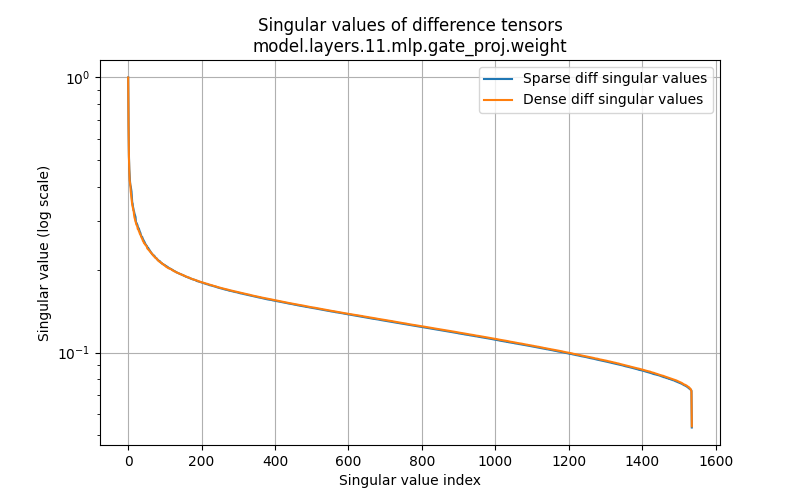 Singular values of difference tensors
model.layers.11.mlp.gate_proj.weight
Sparse diff singular values
Dense diff singular values
Singular value (log scale)
10⁰
10⁻¹
0 200 400 600 800 1000 1200 1400 1600
Singular value index